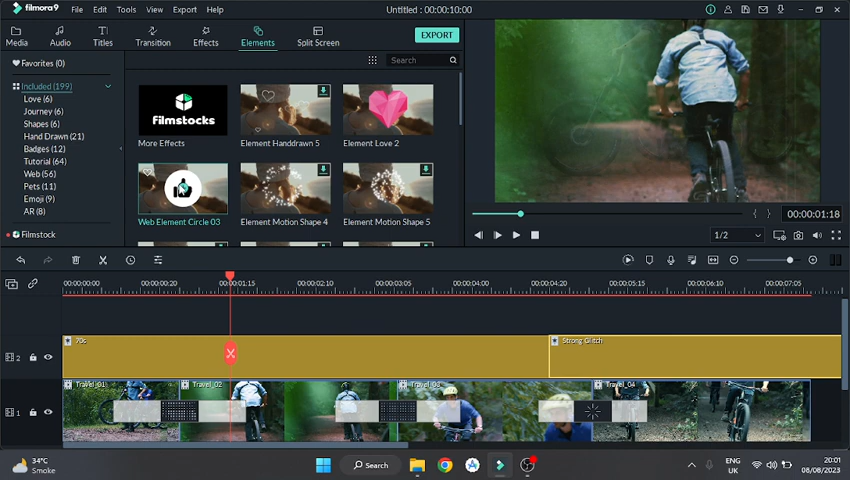 filmora9 File Edit Tools View Export Help Untitled : 00:00:10:00
Media Audio Titles Transition Effects Elements Split Screen EXPORT
Favorites (0)
Search
Included (199)
Love (6)
Journey (6)
Shapes (6)
Hand Drawn (21)
Badges (12)
Tutorial (64)
Web (56)
Pets (11)
Emoji (9)
AR (8)
Filmstock
filmstocks
More Effects Element Handdrawn 5 Element Love 2
Web Element Circle 03 Element Motion Shape 4 Element Motion Shape 5
00:00:01:18
1/2
00:00:00:00 00:00:00:20 00:00:01:15 00:00:02:10 00:00:03:05 00:00:04:00 00:00:04:20 00:00:05:15 00:00:06:10 00:00:07:05
2 70s Strong Glitch
1 Travel_01 Travel_02 Travel_03 Travel_04
34°C
Smoke
Search
ENG
UK
20:01
08/08/2023